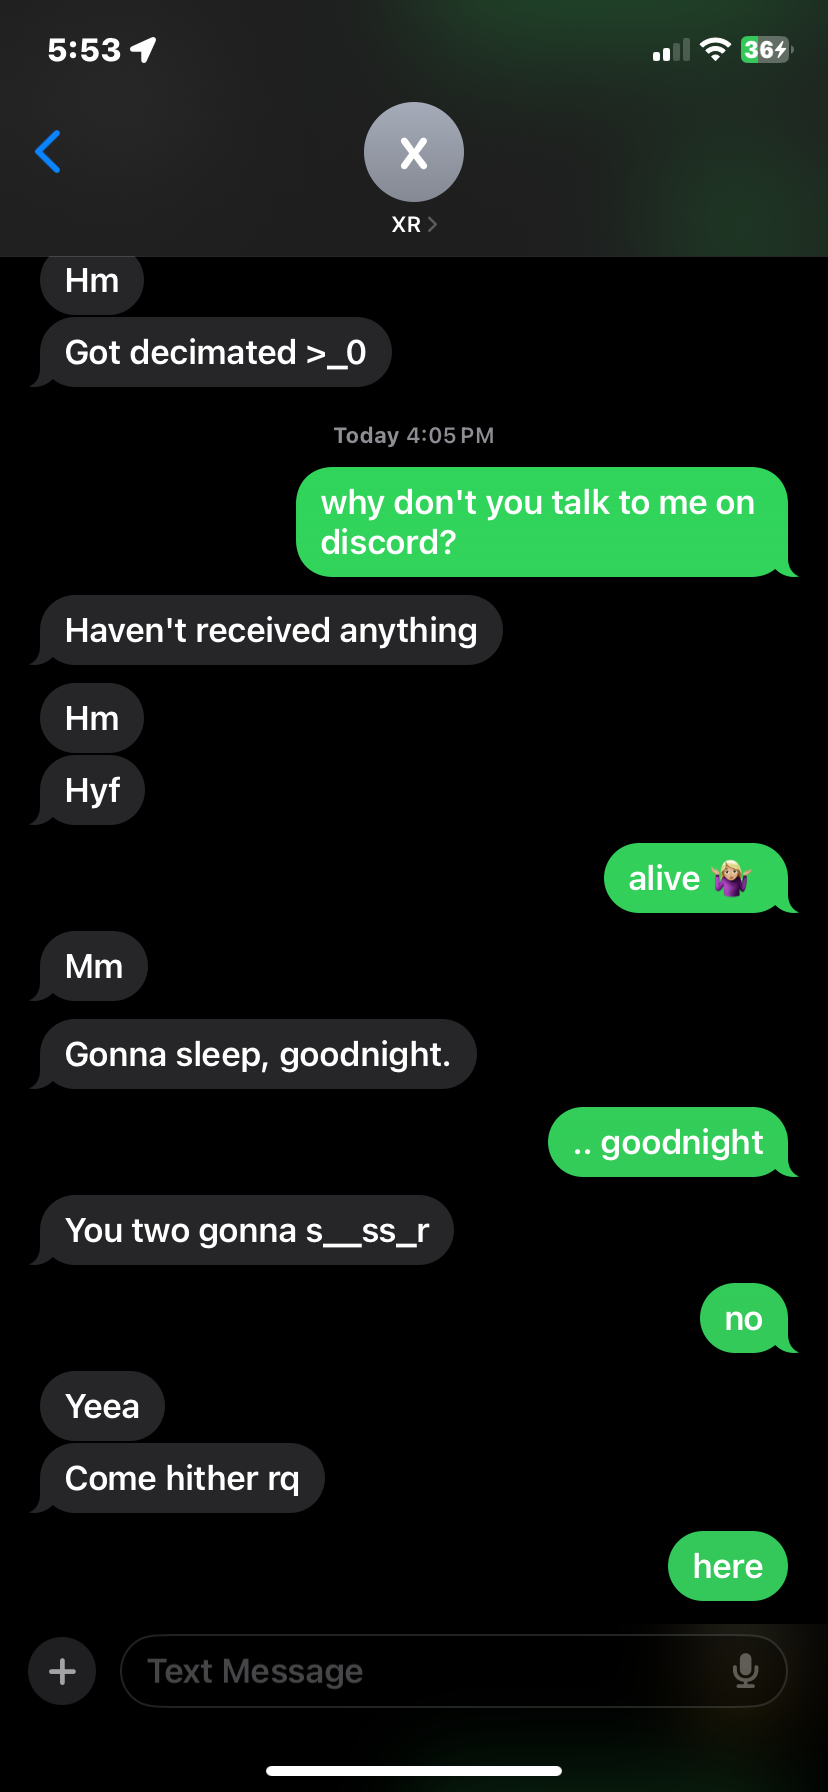 5:53
36
X
XR
Hm
Got decimated >_0
Today 4:05 PM
why don't you talk to me on
discord?
Haven't received anything
Hm
Hyf
alive 🤷🏼‍♀️
Mm
Gonna sleep, goodnight.
.. goodnight
You two gonna s__ss_r
no
Yeea
Come hither rq
here
Text Message